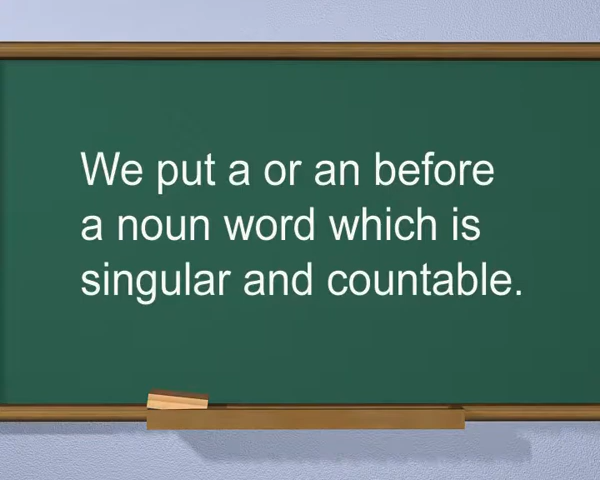 We put a or an before
a noun word which is
singular and countable.